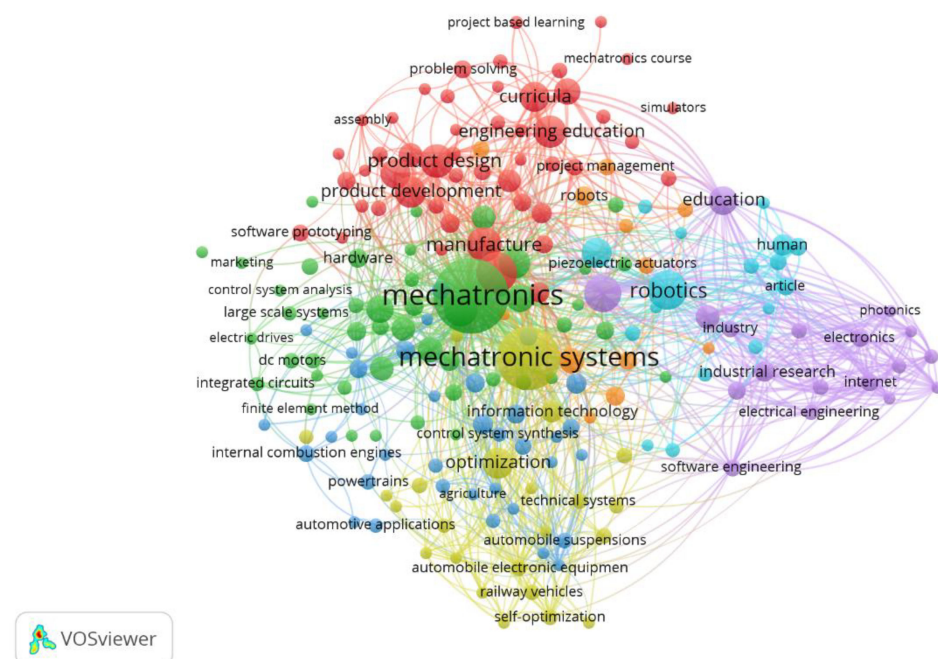 project based learning
mechatronics course
problem solving
curricula
simulators
assembly
engineering education
product design
project management
product development
robots
education
software prototyping
manufacture
human
marketing
hardware
piezoelectric actuators
control system analysis
mechatronics
robotics
article
large scale systems
photonics
electric drives
industry
electronics
dc motors
mechatronic systems
industrial research
integrated circuits
internet
finite element method
information technology
electrical engineering
control system synthesis
internal combustion engines
optimization
software engineering
powertrains
agriculture
technical systems
automotive applications
automobile suspensions
automobile electronic equipmen
railway vehicles
self-optimization
VOSviewer